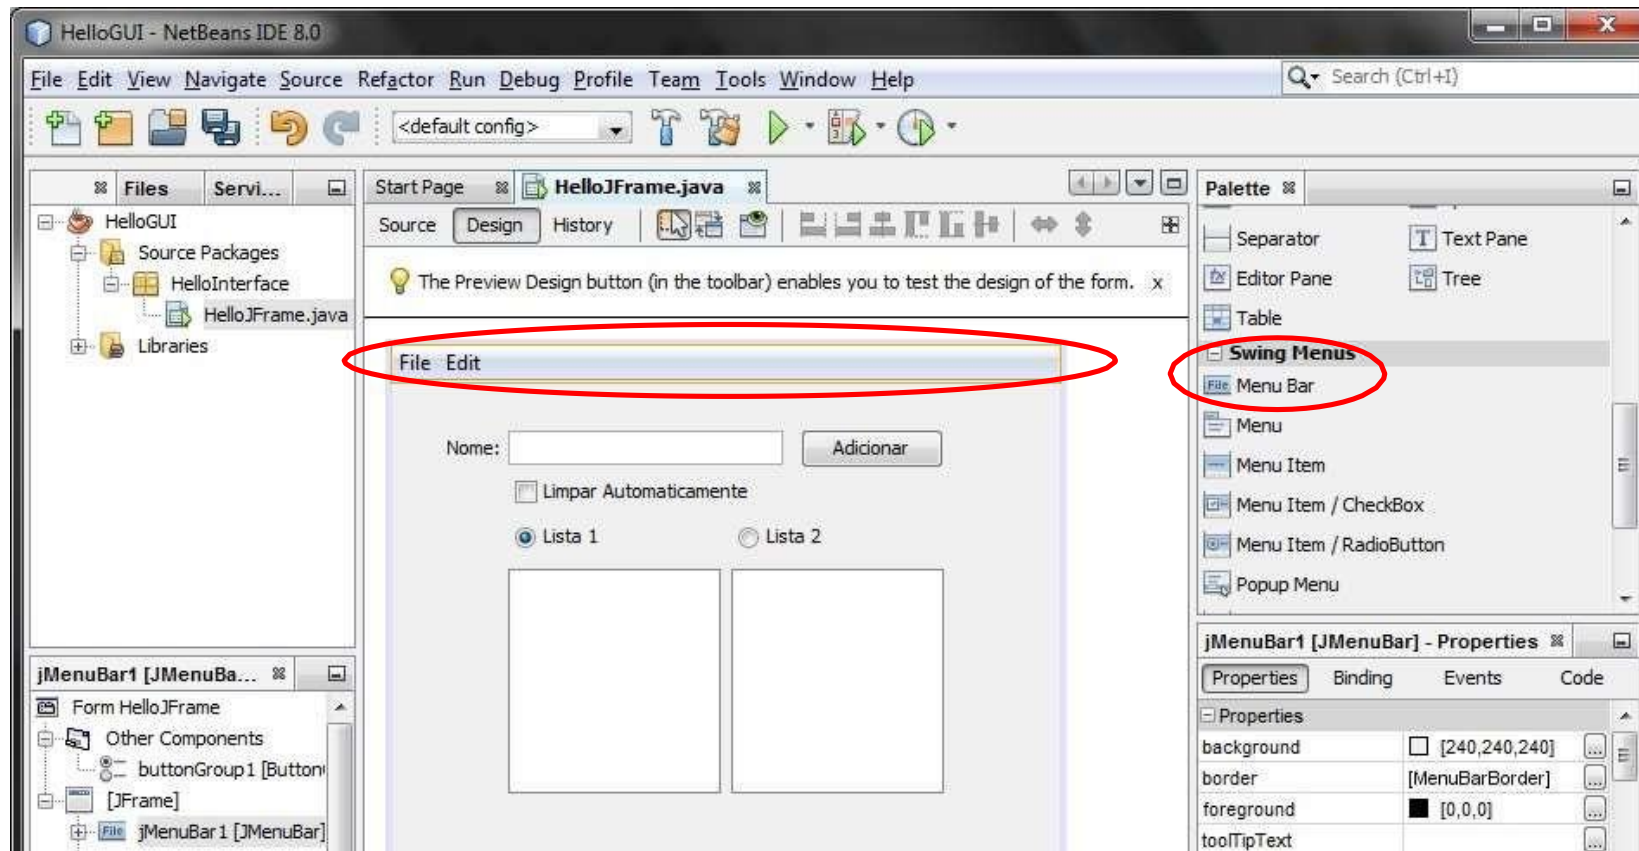 HelloGUI - NetBeans IDE 8.0
File Edit View Navigate Source Refactor Run Debug Profile Team Tools Window Help
Search (Ctrl+I)
<default config>
Files Servi...
HelloGUI
Source Packages
HelloInterface
HelloJFrame.java
Libraries
Start Page HelloJFrame.java
Source Design History
The Preview Design button (in the toolbar) enables you to test the design of the form. x
File Edit
Nome: Adicionar
Limpar Automaticamente
Lista 1 Lista 2
Palette
Separator Text Pane
Editor Pane Tree
Table
Swing Menus
File Menu Bar
Menu
Menu Item
Menu Item / CheckBox
Menu Item / RadioButton
Popup Menu
jMenuBar1 [JMenuBa...
Form HelloJFrame
Other Components
buttonGroup1 [Button
[JFrame]
File jMenuBar1 [JMenuBar]
jMenuBar1 [JMenuBar] - Properties
Properties Binding Events Code
Properties
background [240,240,240] ...
border [MenuBarBorder] ...
foreground [0,0,0] ...
toolTipText ...